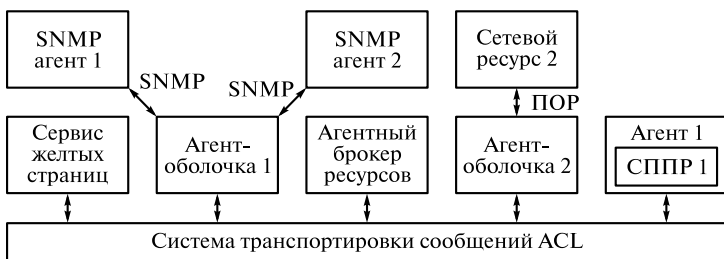 SNMP
агент 1
SNMP
агент 2
Сетевой
ресурс 2
SNMP
SNMP
ПОР
Сервис
желтых
страниц
Агент-
оболочка 1
Агентный
брокер
ресурсов
Агент-
оболочка 2
Агент 1
СППР 1
Система транспортировки сообщений ACL